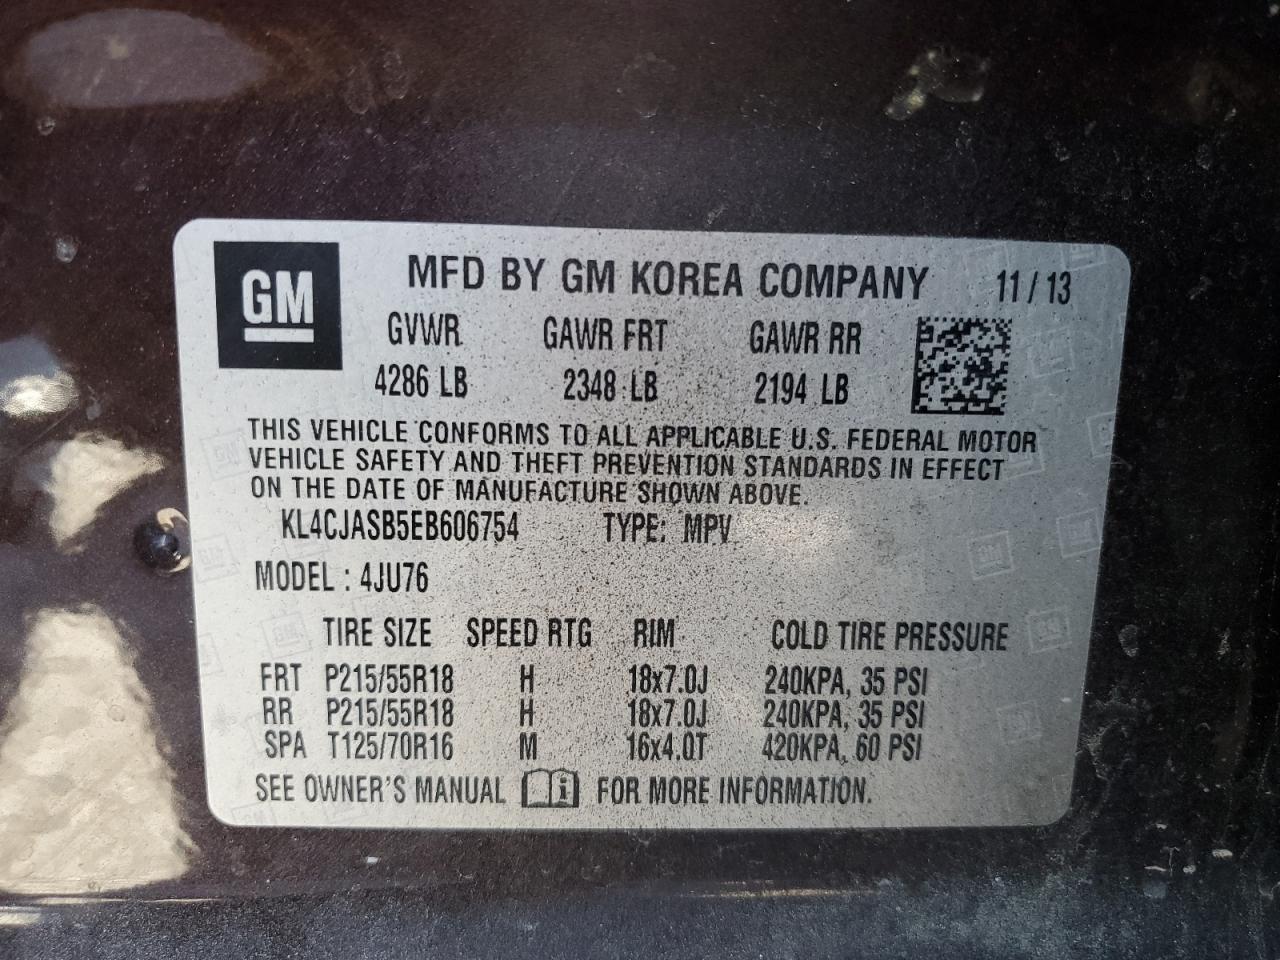 GM
MFD BY GM KOREA COMPANY 11 / 13
GVWR GAWR FRT GAWR RR
4286 LB 2348 LB 2194 LB
THIS VEHICLE CONFORMS TO ALL APPLICABLE U.S. FEDERAL MOTOR
VEHICLE SAFETY AND THEFT PREVENTION STANDARDS IN EFFECT
ON THE DATE OF MANUFACTURE SHOWN ABOVE.
KL4CJASB5EB606754 TYPE: MPV
MODEL : 4JU76
TIRE SIZE SPEED RTG RIM COLD TIRE PRESSURE
FRT P215/55R18 H 18x7.0J 240KPA, 35 PSI
RR P215/55R18 H 18x7.0J 240KPA, 35 PSI
SPA T125/70R16 M 16x4.0T 420KPA, 60 PSI
SEE OWNER'S MANUAL i FOR MORE INFORMATION.